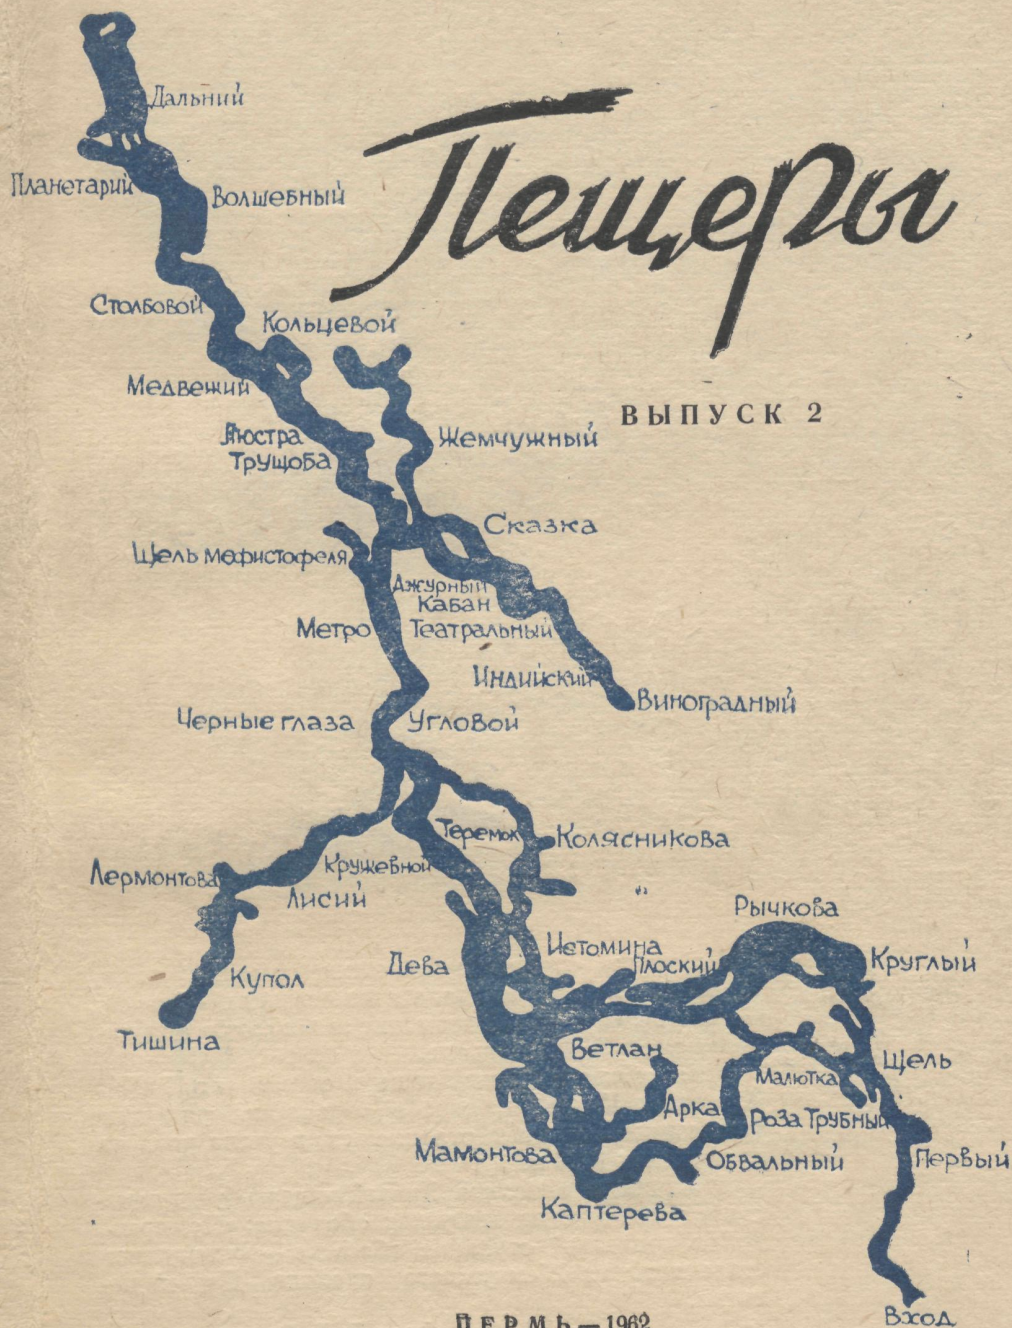 Дальний
Пещеры
Планетарий
Волшебный
Столбовой
Кольцевой
Медвежий
ВЫПУСК 2
Люстра
Трущоба
Жемчужный
Сказка
Щель мефистофеля
Ажурный
Кабан
Метро
Театральный
Индийский
Виноградный
Черные глаза
Угловой
Теремок
Колясникова
Лермонтова
Кружевной
Лисий
Рычкова
Истомина
Дева
Плоский
Круглый
Купол
Тишина
Ветлан
Щель
Малютка
Арка
Роза Трубный
Мамонтова
Обвальный
Первый
Каптерева
Вход
ПЕРМЬ — 1962